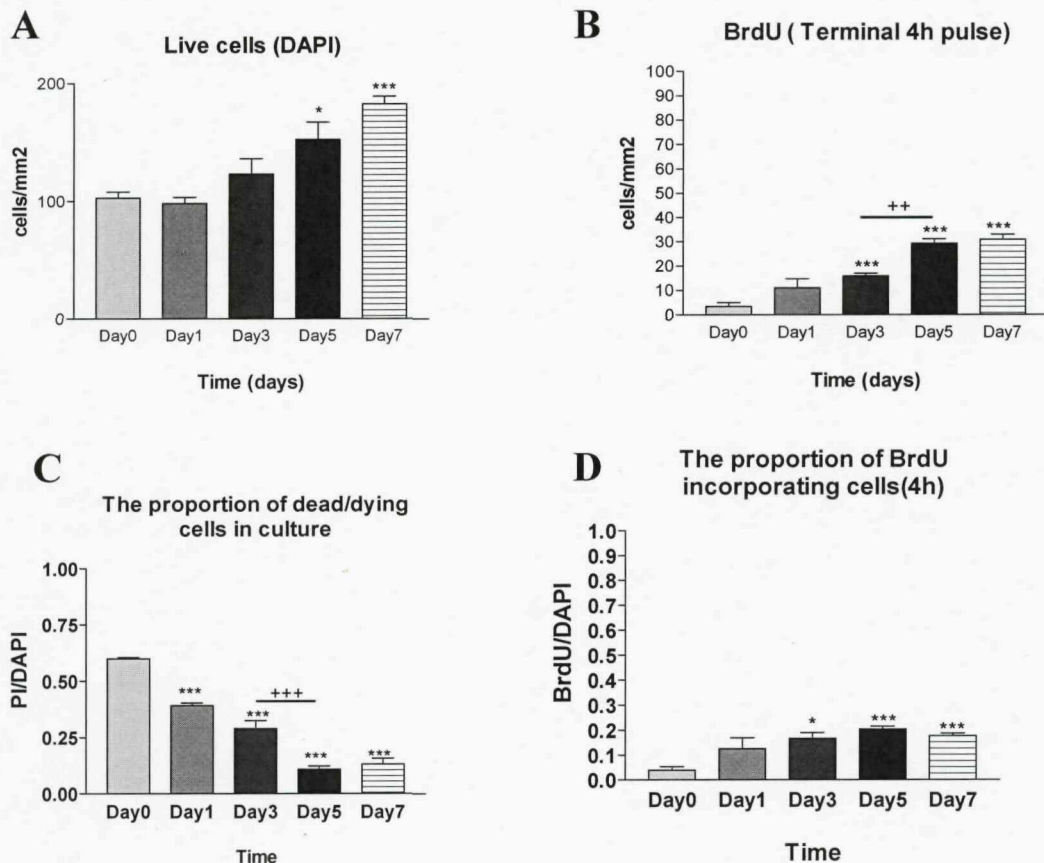 A
Live cells (DAPI)
cells/mm2
200
100
0
*
***
Day0 Day1 Day3 Day5 Day7
Time (days)
B
BrdU ( Terminal 4h pulse)
cells/mm2
100
90
80
70
60
50
40
30
20
10
0
++
***
***
***
Day0 Day1 Day3 Day5 Day7
Time (days)
C
The proportion of dead/dying
cells in culture
PI/DAPI
1.00
0.75
0.50
0.25
0.00
***
+++
***
***
***
Day0 Day1 Day3 Day5 Day7
Time
D
The proportion of BrdU
incorporating cells(4h)
BrdU/DAPI
1.0
0.9
0.8
0.7
0.6
0.5
0.4
0.3
0.2
0.1
0.0
*
***
***
Day0 Day1 Day3 Day5 Day7
Time